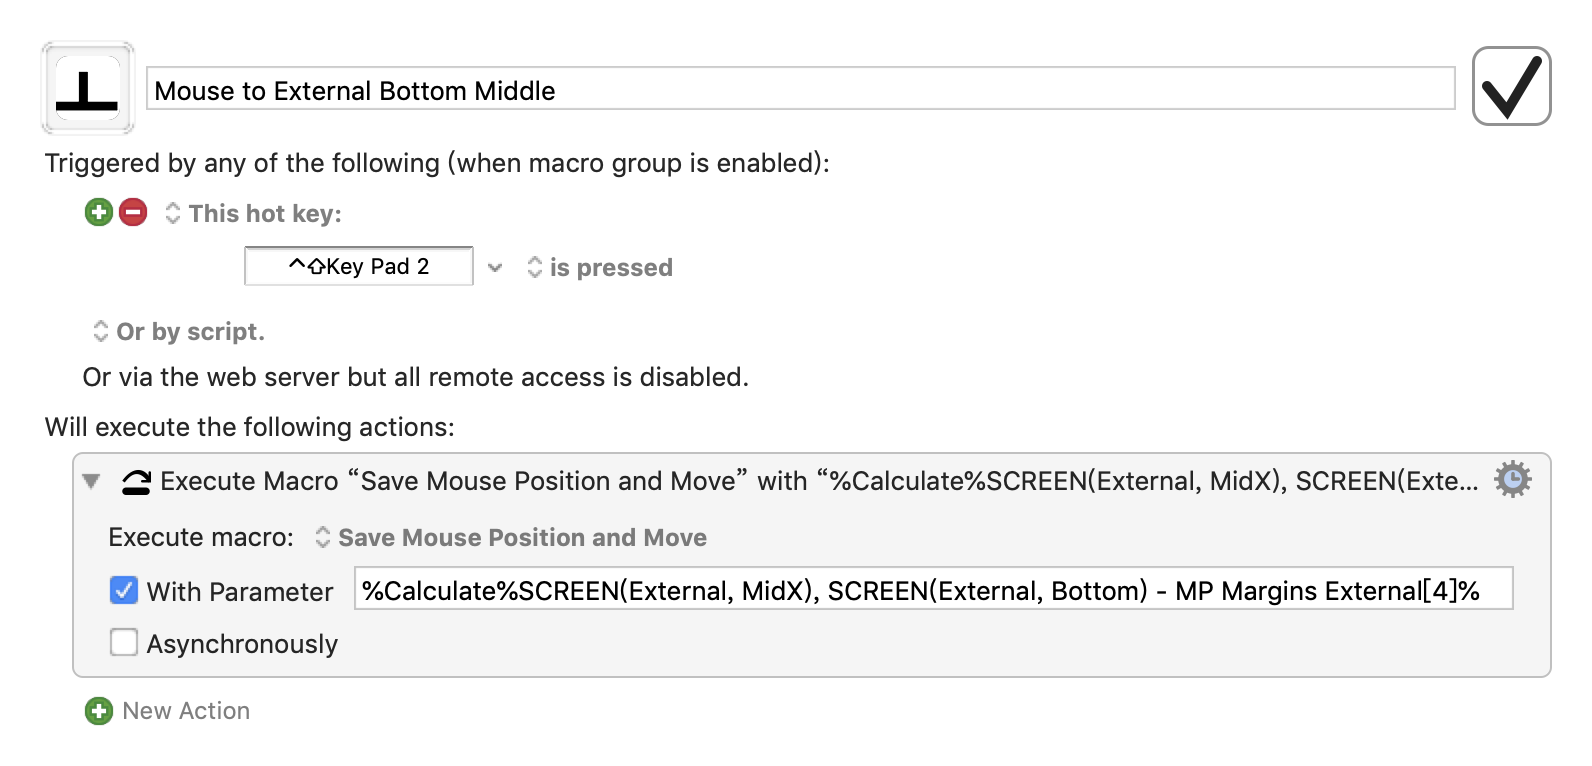 Mouse to External Bottom Middle
Triggered by any of the following (when macro group is enabled):
This hot key:
^⇧Key Pad 2 is pressed
Or by script.
Or via the web server but all remote access is disabled.
Will execute the following actions:
Execute Macro “Save Mouse Position and Move” with “%Calculate%SCREEN(External, MidX), SCREEN(Exte...
Execute macro: Save Mouse Position and Move
With Parameter %Calculate%SCREEN(External, MidX), SCREEN(External, Bottom) - MP Margins External[4]%
Asynchronously
New Action